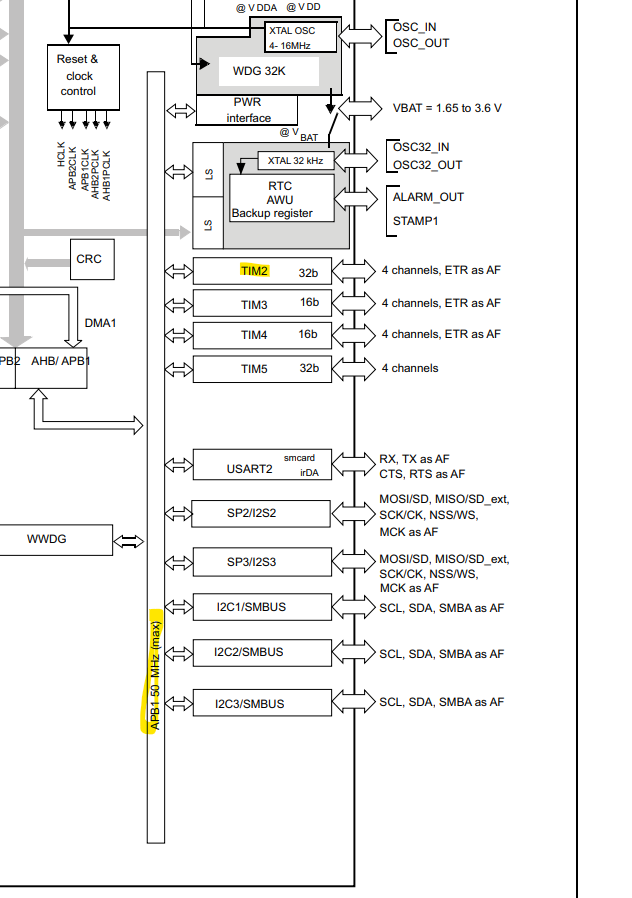 @ V DDA @ V DD
XTAL OSC
4- 16MHz
OSC_IN
OSC_OUT
Reset &
clock
control
WDG 32K
PWR
interface
VBAT = 1.65 to 3.6 V
@ V BAT
HCLK
APB2CLK
APB1CLK
AHB2PCLK
AHB1PCLK
LS
XTAL 32 kHz
OSC32_IN
OSC32_OUT
RTC
AWU
Backup register
LS
ALARM_OUT
STAMP1
CRC
TIM2 32b
4 channels, ETR as AF
TIM3 16b
4 channels, ETR as AF
DMA1
TIM4 16b
4 channels, ETR as AF
PB2 AHB/ APB1
TIM5 32b
4 channels
smcard
USART2 irDA
RX, TX as AF
CTS, RTS as AF
SP2/I2S2
MOSI/SD, MISO/SD_ext,
SCK/CK, NSS/WS,
MCK as AF
WWDG
SP3/I2S3
MOSI/SD, MISO/SD_ext,
SCK/CK, NSS/WS,
MCK as AF
I2C1/SMBUS
SCL, SDA, SMBA as AF
I2C2/SMBUS
SCL, SDA, SMBA as AF
APB1 50 MHz (max)
I2C3/SMBUS
SCL, SDA, SMBA as AF